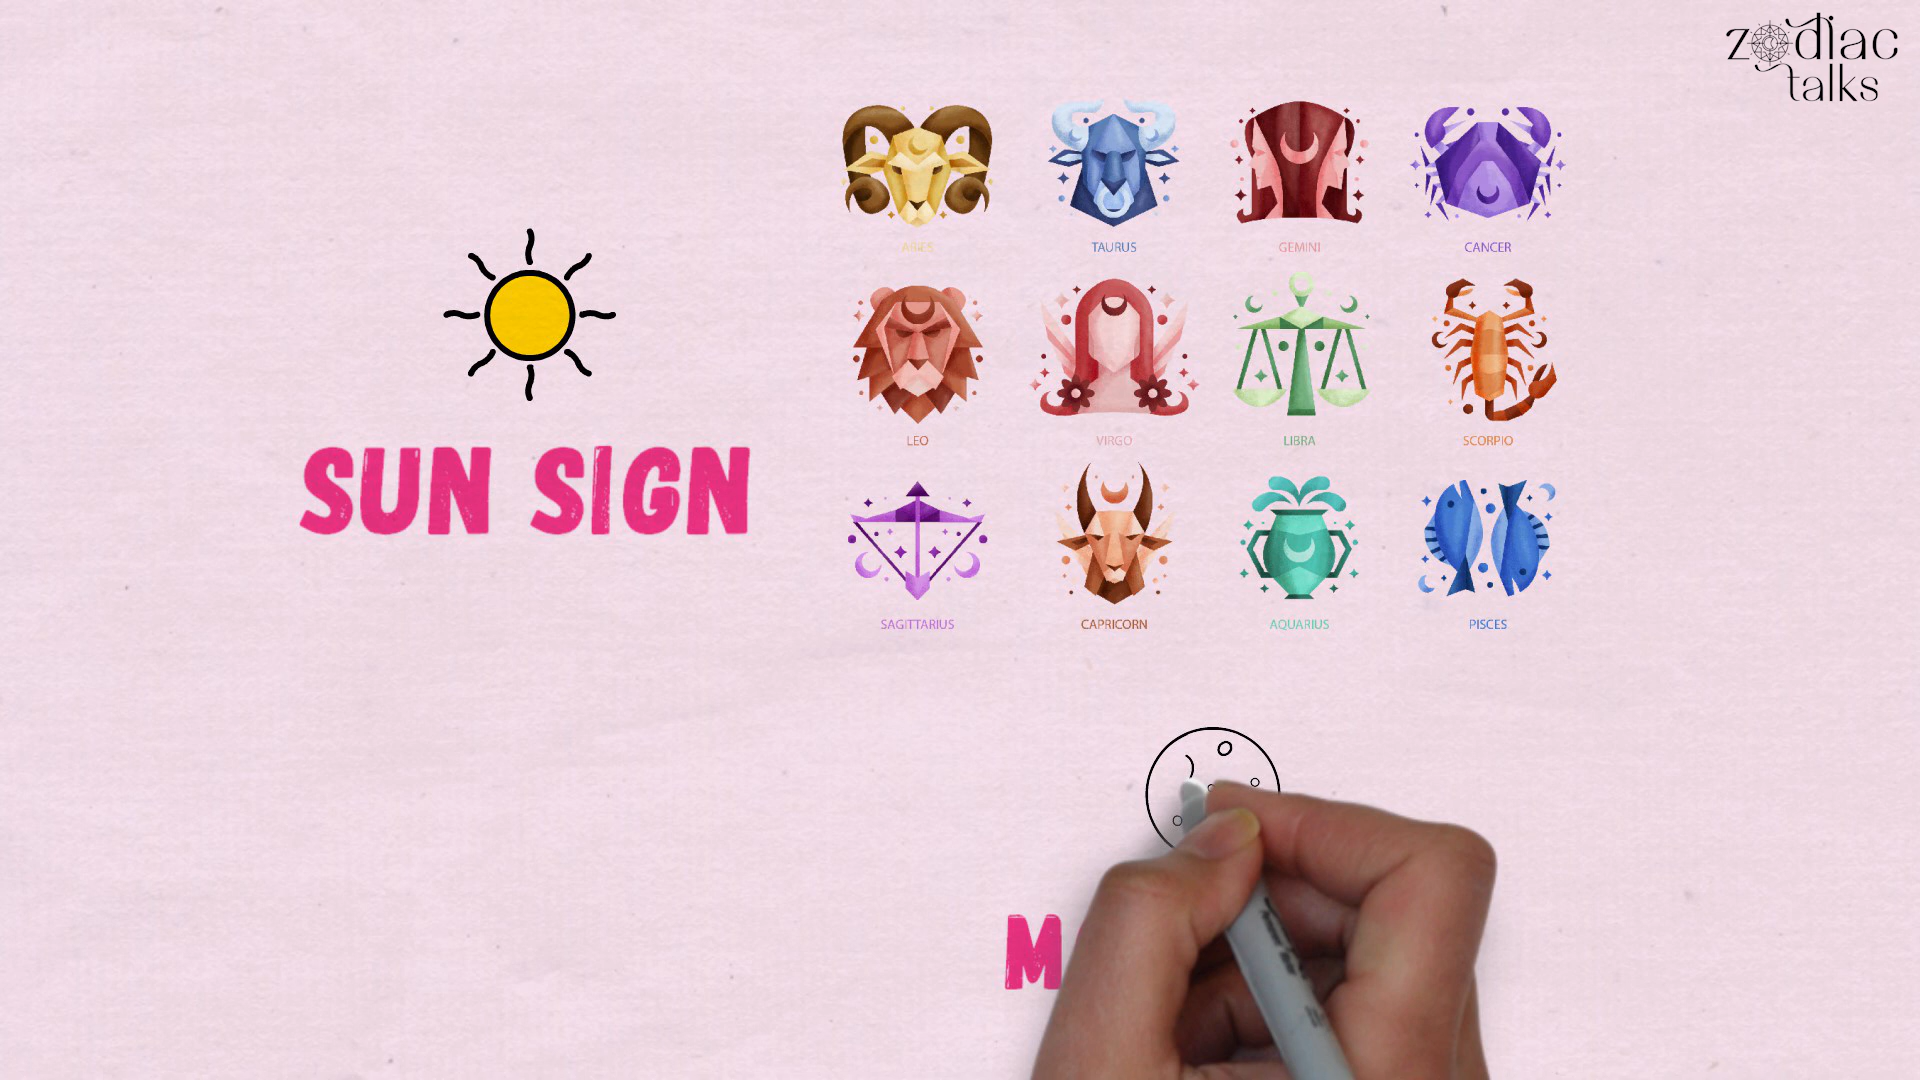 zodiac
talks
ARIES
TAURUS
GEMINI
CANCER
LEO
VIRGO
LIBRA
SCORPIO
SUN SIGN
SAGITTARIUS
CAPRICORN
AQUARIUS
PISCES
M